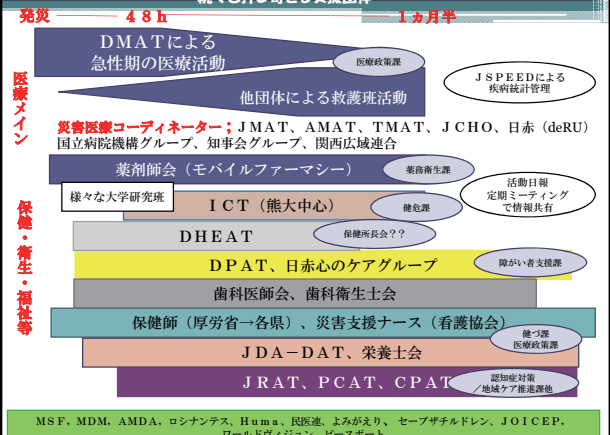 発災
48h
1ヵ月半
DMATによる
急性期の医療活動
医療政策課
他団体による救護班活動
JSPEEDによる
疾病統計管理
医療メイン
災害医療コーディネーター；JMAT、AMAT、TMAT、JCHO、日赤（deRU）
国立病院機構グループ、知事会グループ、関西広域連合
薬剤師会（モバイルファーマシー）
薬務衛生課
活動日報
定期ミーティング
で情報共有
様々な大学研究班
ICT（熊大中心）
健危課
保健・衛生・福祉等
DHEAT
保健所長会??
DPAT、日赤心のケアグループ
障がい者支援課
歯科医師会、歯科衛生士会
保健師（厚労省→各県）、災害支援ナース（看護協会）
健づ課
医療政策課
JDA－DAT、栄養士会
JRAT、PCAT、CPAT
認知症対策
／地域ケア推進課他
MSF，MDM，AMDA，ロシナンテス，Huma，民医連，よみがえり、セーブザチルドレン，JOICEP，